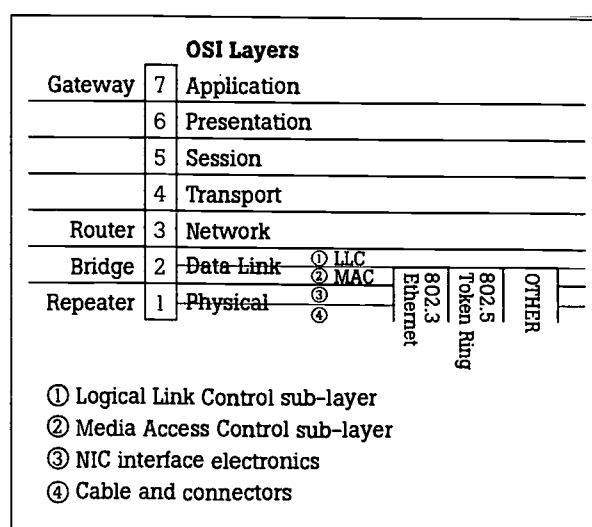 OSI Layers
Gateway 7 Application
6 Presentation
5 Session
4 Transport
Router 3 Network
Bridge 2 Data Link ① LLC
② MAC
Repeater 1 Physical ③
④
802.3 Ethernet
802.5 Token Ring
OTHER
① Logical Link Control sub-layer
② Media Access Control sub-layer
③ NIC interface electronics
④ Cable and connectors